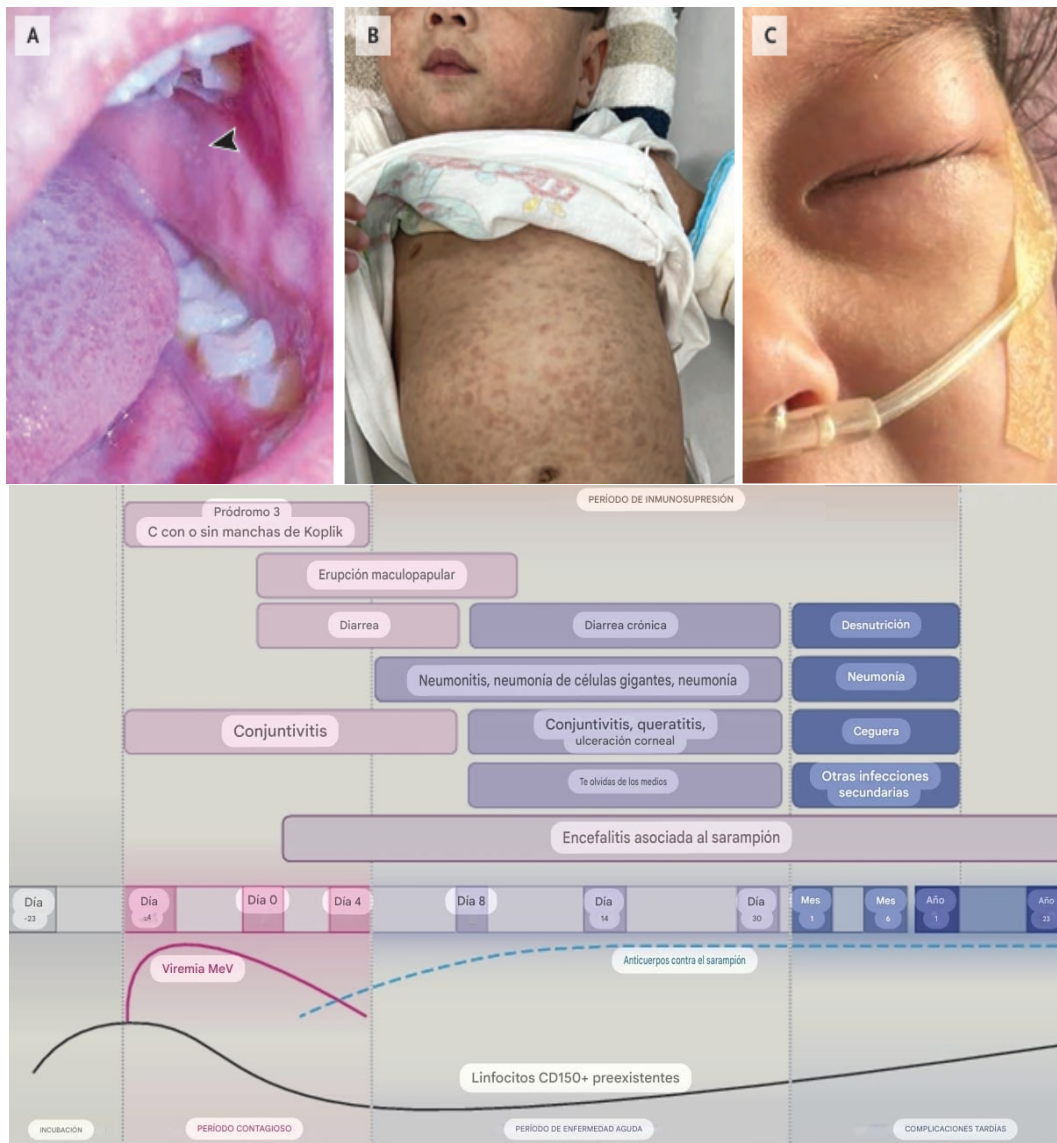 A
B
C
PERÍODO DE INMUNOSUPRESIÓN
Pródromo 3
C con o sin manchas de Koplik
Erupción maculopapular
Diarrea
Diarrea crónica
Desnutrición
Neumonitis, neumonía de células gigantes, neumonía
Neumonía
Conjuntivitis
Conjuntivitis, queratitis,
ulceración corneal
Ceguera
Te olvidas de los medios
Otras infecciones
secundarias
Encefalitis asociada al sarampión
Día
-23
Día
-4
Día 0
Día 4
Día 8
Día
14
Día
30
Mes
1
Mes
6
Año
1
Año
23
Viremia MeV
Anticuerpos contra el sarampión
Linfocitos CD150+ preexistentes
INCUBACIÓN
PERÍODO CONTAGIOSO
PERÍODO DE ENFERMEDAD AGUDA
COMPLICACIONES TARDÍAS